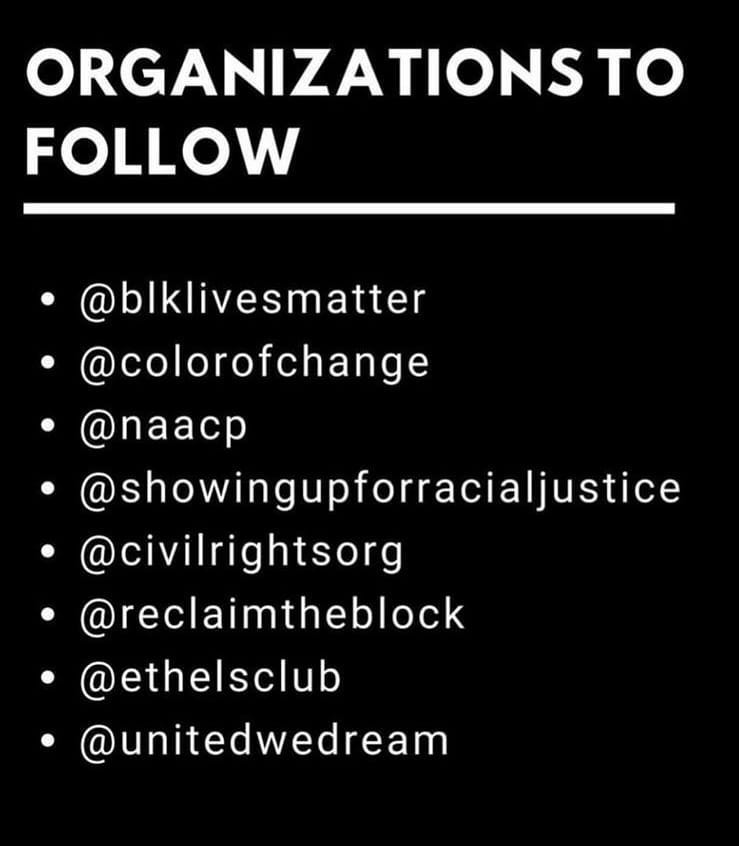 ORGANIZATIONS TO
FOLLOW
• @blklivesmatter
• @colorofchange
• @naacp
• @showingupforracialjustice
• @civilrightsorg
• @reclaimtheblock
• @ethelsclub
• @unitedwedream